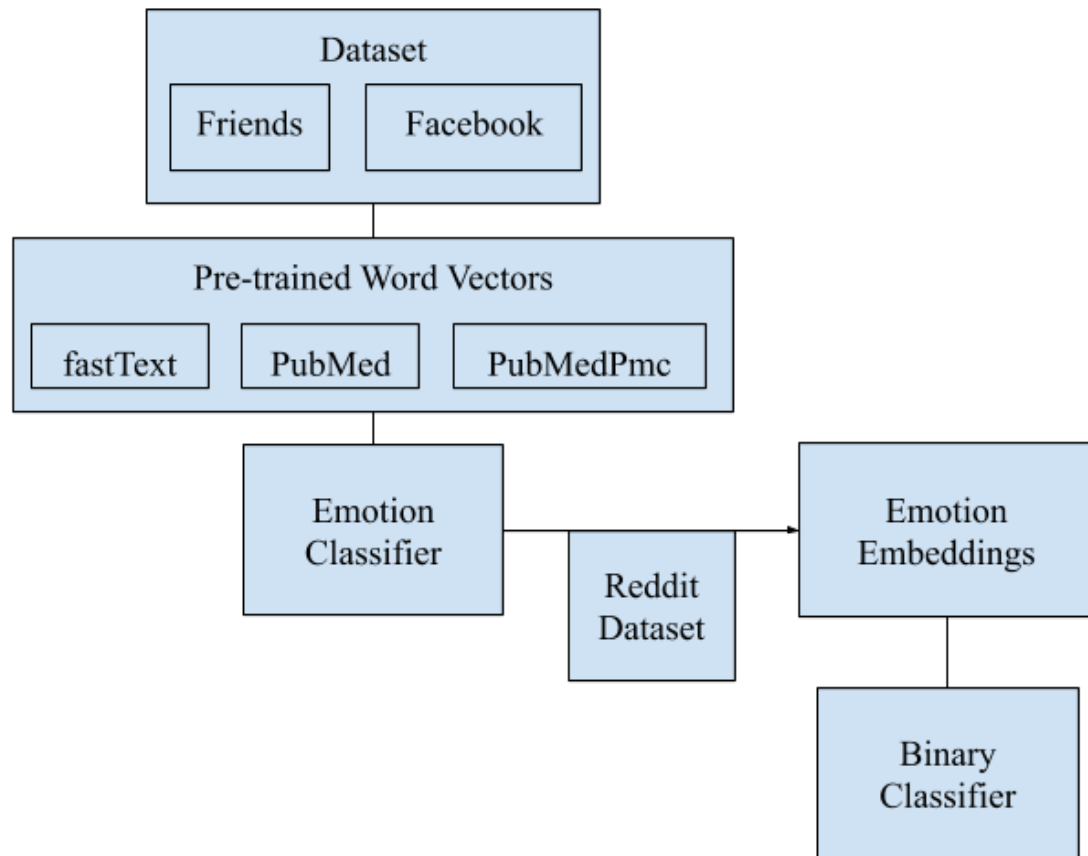 Dataset
Friends
Facebook
Pre-trained Word Vectors
fastText
PubMed
PubMedPmc
Emotion
Classifier
Reddit
Dataset
Emotion
Embeddings
Binary
Classifier